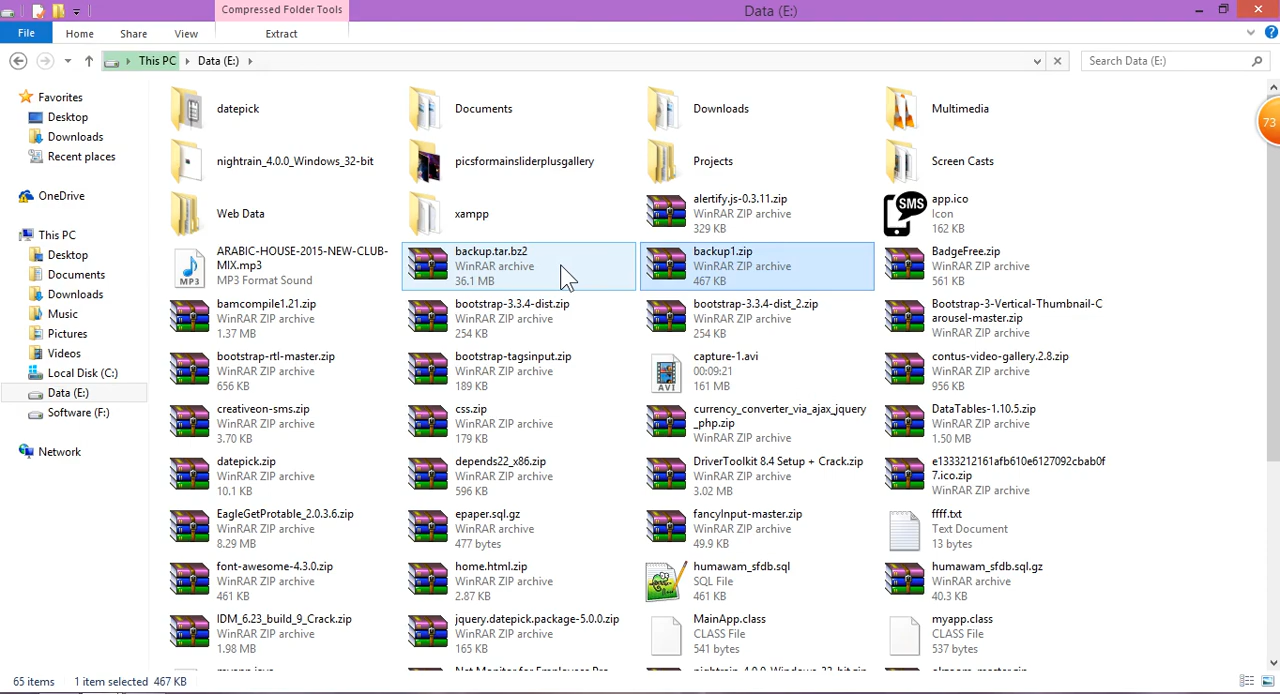 Compressed Folder Tools
Data (E:)
File
Home
Share
View
Extract
This PC
Data (E:)
Search Data (E:)
73
Favorites
Desktop
Downloads
Recent places
OneDrive
This PC
Desktop
Documents
Downloads
Music
Pictures
Videos
Local Disk (C:)
Data (E:)
Software (F:)
Network
datepick
Documents
Downloads
Multimedia
nightrain_4.0.0_Windows_32-bit
picsformainsliderplusgallery
Projects
Screen Casts
Web Data
xampp
alertify.js-0.3.11.zip
WinRAR ZIP archive
329 KB
SMS
app.ico
Icon
162 KB
MP3
ARABIC-HOUSE-2015-NEW-CLUB-
MIX.mp3
MP3 Format Sound
backup.tar.bz2
WinRAR archive
36.1 MB
backup1.zip
WinRAR ZIP archive
467 KB
BadgeFree.zip
WinRAR ZIP archive
561 KB
bamcompile1.21.zip
WinRAR ZIP archive
1.37 MB
bootstrap-3.3.4-dist.zip
WinRAR ZIP archive
254 KB
bootstrap-3.3.4-dist_2.zip
WinRAR ZIP archive
254 KB
Bootstrap-3-Vertical-Thumbnail-C
arousel-master.zip
WinRAR ZIP archive
bootstrap-rtl-master.zip
WinRAR ZIP archive
656 KB
bootstrap-tagsinput.zip
WinRAR ZIP archive
189 KB
AVI
capture-1.avi
00:09:21
161 MB
contus-video-gallery.2.8.zip
WinRAR ZIP archive
956 KB
creativeon-sms.zip
WinRAR ZIP archive
3.70 KB
css.zip
WinRAR ZIP archive
179 KB
currency_converter_via_ajax_jquery
_php.zip
WinRAR ZIP archive
DataTables-1.10.5.zip
WinRAR ZIP archive
1.50 MB
datepick.zip
WinRAR ZIP archive
10.1 KB
depends22_x86.zip
WinRAR ZIP archive
596 KB
DriverToolkit 8.4 Setup + Crack.zip
WinRAR ZIP archive
3.02 MB
e1333212161afb610e6127092cbab0f
7.ico.zip
WinRAR ZIP archive
EagleGetProtable_2.0.3.6.zip
WinRAR ZIP archive
8.29 MB
epaper.sql.gz
WinRAR archive
477 bytes
fancyInput-master.zip
WinRAR ZIP archive
49.9 KB
ffff.txt
Text Document
13 bytes
font-awesome-4.3.0.zip
WinRAR ZIP archive
461 KB
home.html.zip
WinRAR ZIP archive
2.87 KB
humawam_sfdb.sql
SQL File
461 KB
humawam_sfdb.sql.gz
WinRAR archive
40.3 KB
IDM_6.23_build_9_Crack.zip
WinRAR ZIP archive
1.98 MB
jquery.datepick.package-5.0.0.zip
WinRAR ZIP archive
165 KB
MainApp.class
CLASS File
541 bytes
myapp.class
CLASS File
537 bytes
65 items
1 item selected 467 KB